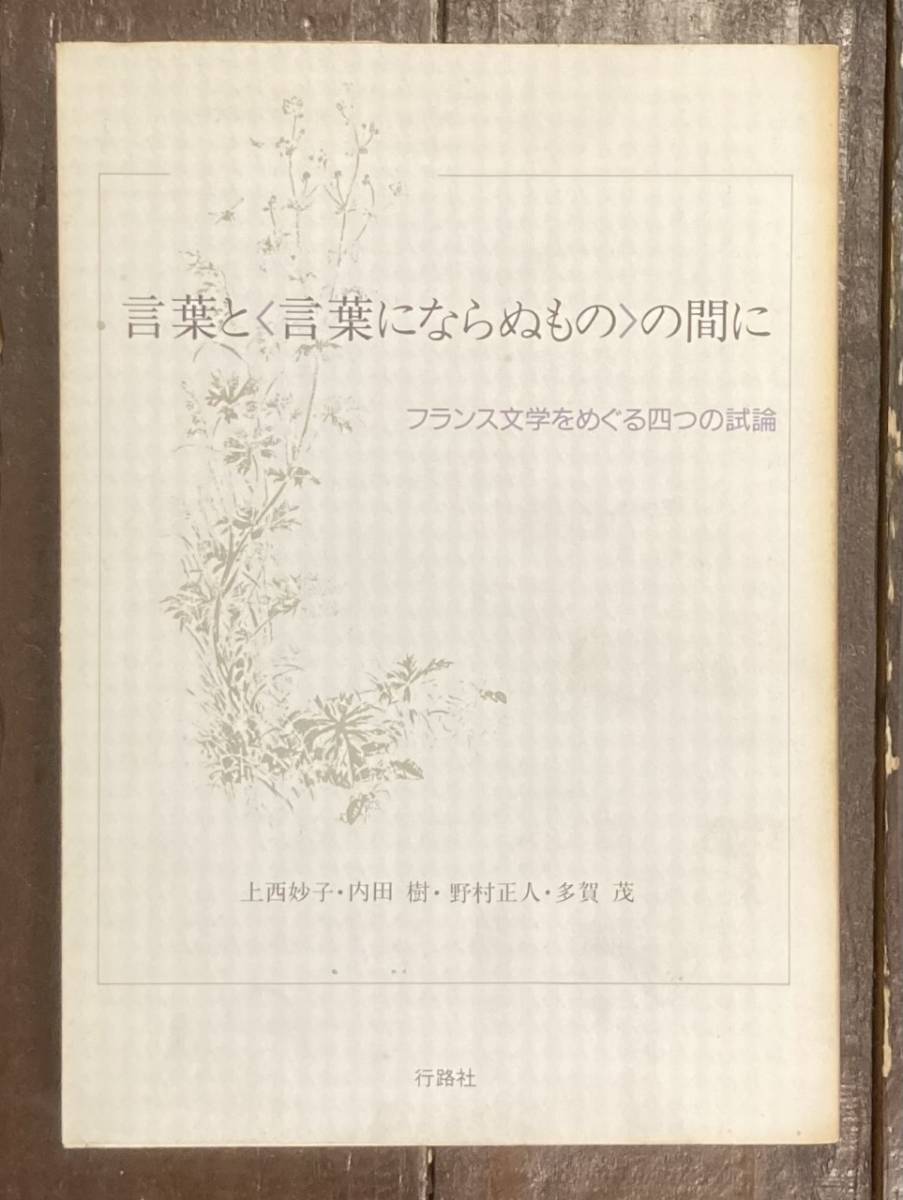 言葉と〈言葉にならぬもの〉の間に
フランス文学をめぐる四つの試論
上西妙子・内田 樹・野村正人・多賀 茂
行路社